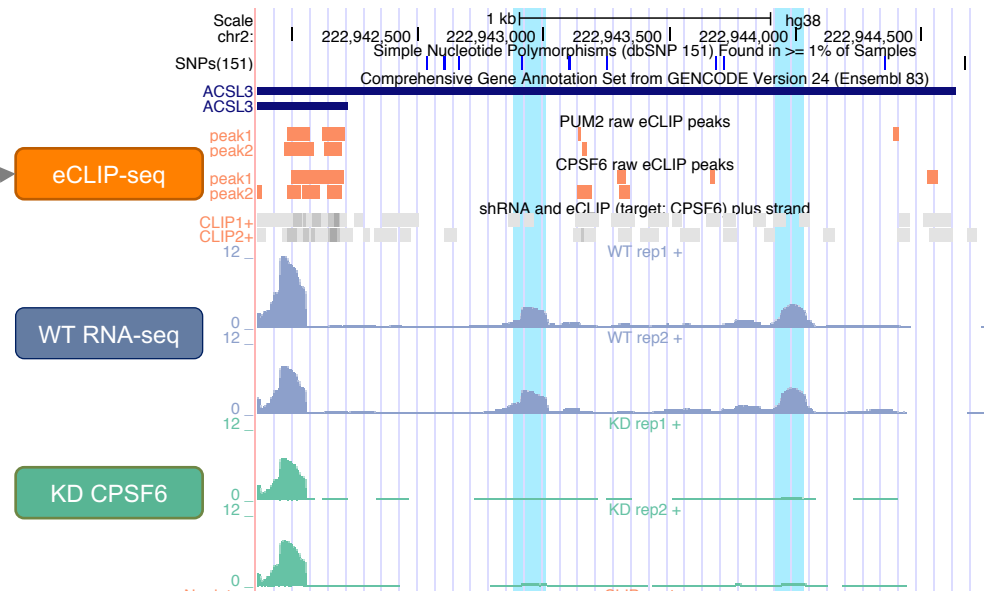 Scale 1 kb hg38
chr2: 222,942,500 222,943,000 222,943,500 222,944,000 222,944,500
Simple Nucleotide Polymorphisms (dbSNP 151) Found in >= 1% of Samples
SNPs(151)
Comprehensive Gene Annotation Set from GENCODE Version 24 (Ensembl 83)
ACSL3
ACSL3
PUM2 raw eCLIP peaks
peak1
peak2
eCLIP-seq
CPSF6 raw eCLIP peaks
peak1
peak2
shRNA and eCLIP (target: CPSF6) plus strand
CLIP1+
CLIP2+
WT rep1 +
12 _
WT RNA-seq
0 _
WT rep2 +
12 _
0 _
KD rep1 +
12 _
KD CPSF6
0 _
KD rep2 +
12 _
0 _